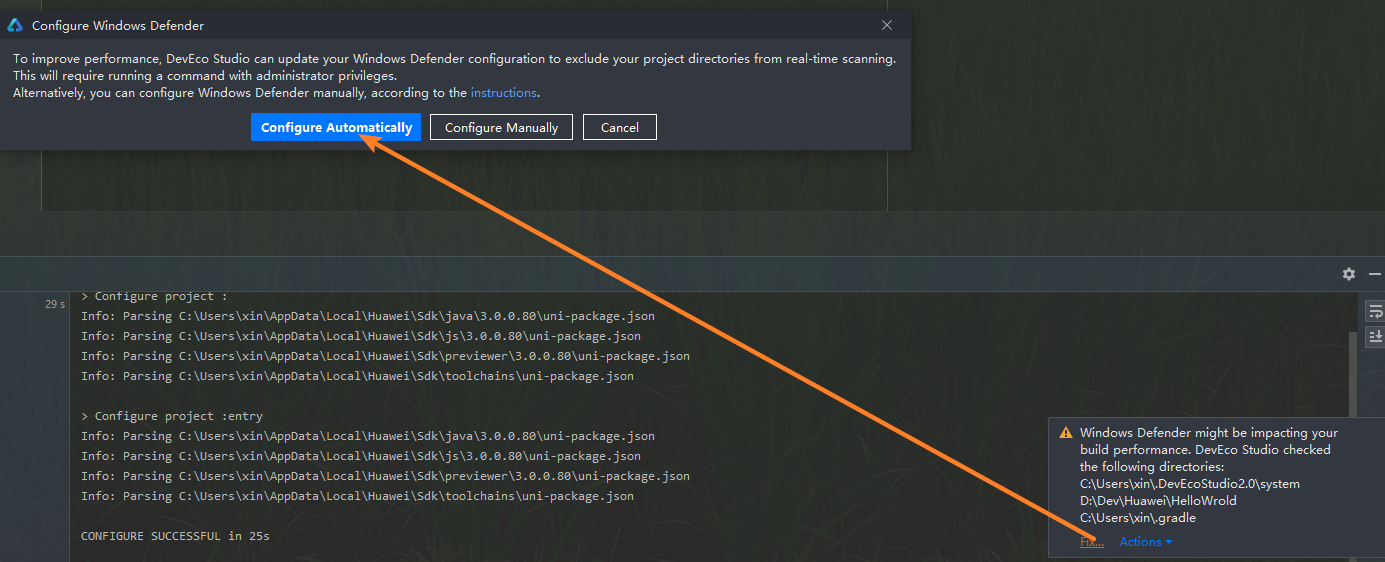 Configure Windows Defender
To improve performance, DevEco Studio can update your Windows Defender configuration to exclude your project directories from real-time scanning.
This will require running a command with administrator privileges.
Alternatively, you can configure Windows Defender manually, according to the instructions.
Configure Automatically Configure Manually Cancel
29 s
> Configure project :
Info: Parsing C:\Users\xin\AppData\Local\Huawei\Sdk\java\3.0.0.80\uni-package.json
Info: Parsing C:\Users\xin\AppData\Local\Huawei\Sdk\js\3.0.0.80\uni-package.json
Info: Parsing C:\Users\xin\AppData\Local\Huawei\Sdk\previewer\3.0.0.80\uni-package.json
Info: Parsing C:\Users\xin\AppData\Local\Huawei\Sdk\toolchains\uni-package.json
> Configure project :entry
Info: Parsing C:\Users\xin\AppData\Local\Huawei\Sdk\java\3.0.0.80\uni-package.json
Info: Parsing C:\Users\xin\AppData\Local\Huawei\Sdk\js\3.0.0.80\uni-package.json
Info: Parsing C:\Users\xin\AppData\Local\Huawei\Sdk\previewer\3.0.0.80\uni-package.json
Info: Parsing C:\Users\xin\AppData\Local\Huawei\Sdk\toolchains\uni-package.json
CONFIGURE SUCCESSFUL in 25s
Windows Defender might be impacting your
build performance. DevEco Studio checked
the following directories:
C:\Users\xin\.DevEcoStudio2.0\system
D:\Dev\Huawei\HelloWrold
C:\Users\xin\.gradle
Fix... Actions